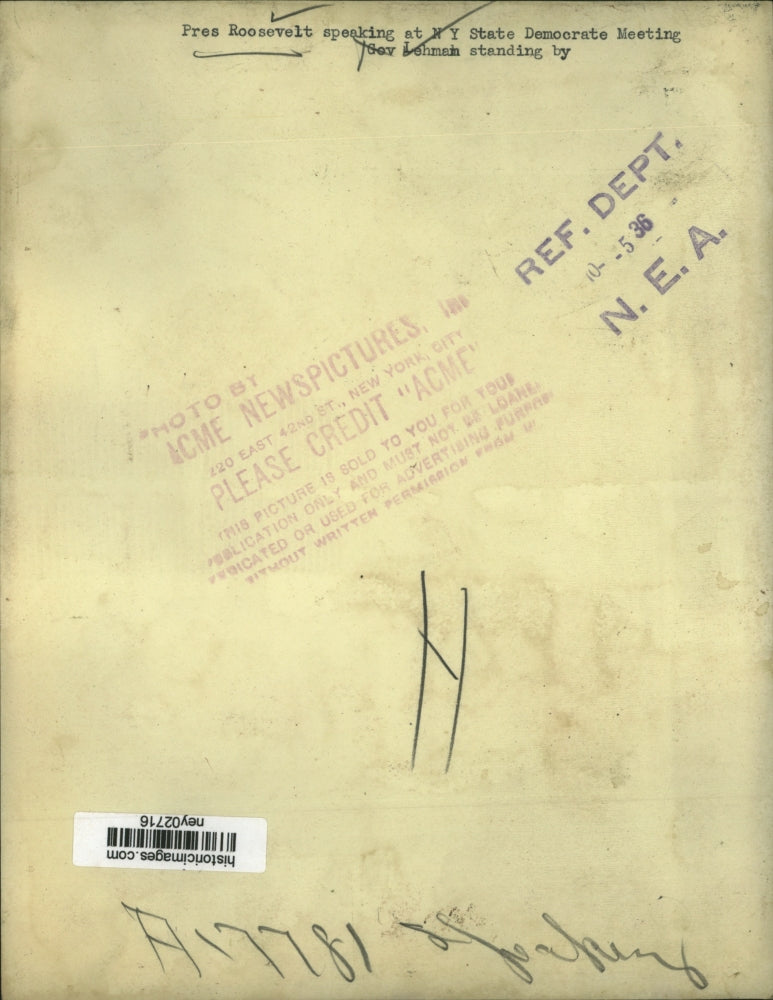 Pres Roosevelt speaking at N Y State Democrate Meeting
Gov Lehman standing by
REF. DEPT.
10- -5 36
N. E. A.
PHOTO BY
ACME NEWSPICTURES, INC
220 EAST 42ND ST., NEW YORK, CITY
PLEASE CREDIT "ACME"
THIS PICTURE IS SOLD TO YOU FOR YOUR
PUBLICATION ONLY AND MUST NOT BE LOANED,
SYNDICATED OR USED FOR ADVERTISING PURPOSES
WITHOUT WRITTEN PERMISSION FROM U
H
historicimages.com
ney02716
H-17781 Speaking